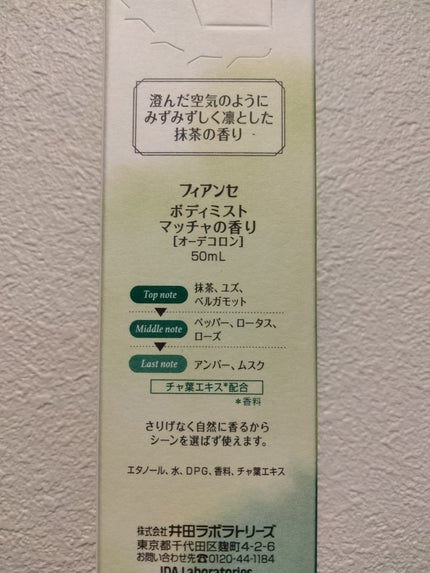 澄んだ空気のように
みずみずしく凛とした
抹茶の香り
フィアンセ
ボディミスト
マッチャの香り
[オーデコロン]
50mL
Top note
抹茶、ユズ、
ベルガモット
Middle note
ペッパー、ロータス、
ローズ
Last note
アンバー、ムスク
チャ葉エキス*配合
*香料
さりげなく自然に香るから
シーンを選ばず使えます。
エタノール、水、DPG、香料、チャ葉エキス
株式会社 井田ラボラトリーズ
東京都千代田区麹町4-2-6
お問い合わせ先☎0120-44-1184
IDA Laboratories